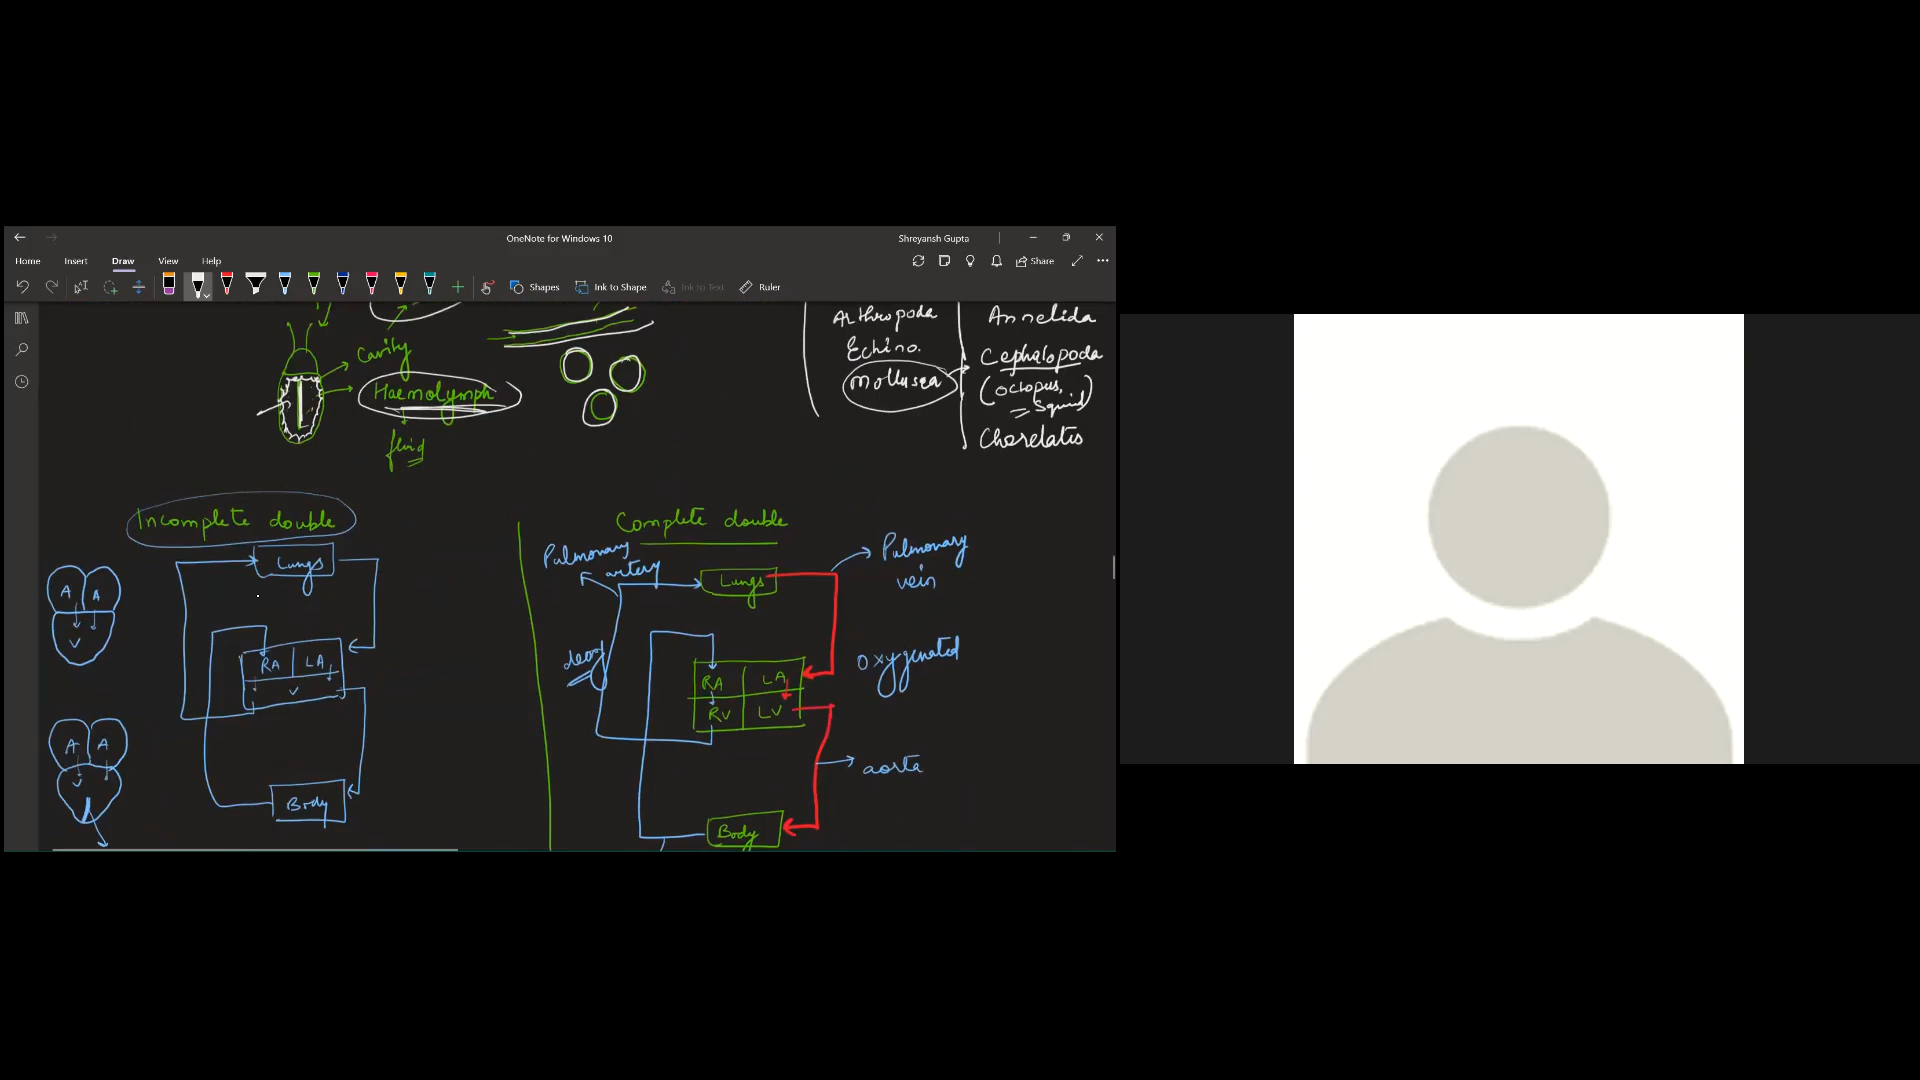 OneNote for Windows 10
Shreyansh Gupta
Home Insert Draw View Help
Share
Shapes Ink to Shape Ink to Text Ruler
Cavity
Haemolymph
fluid
Arthropoda
Echino.
Mollusca
Annelida
Cephalopoda
(octopus,
Squid)
Chorelates
Incomplete double
Lungs
A A
V
RA LA
V
A A
V
Body
Complete double
Pulmonary
artery
Lungs
Pulmonary
vein
deoxy
RA LA
RV LV
Oxygenated
aorta
Body